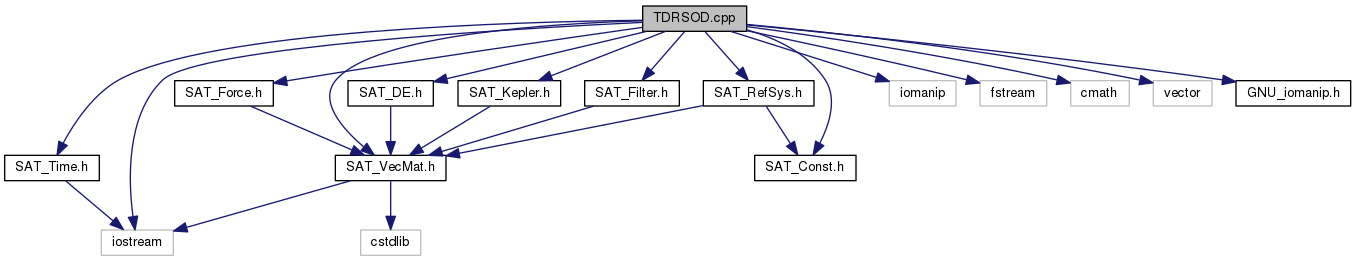 TDRSOD.cpp
SAT_Force.h
SAT_DE.h
SAT_Kepler.h
SAT_Filter.h
SAT_RefSys.h
iomanip
fstream
cmath
vector
GNU_iomanip.h
SAT_Time.h
SAT_VecMat.h
SAT_Const.h
iostream
cstdlib